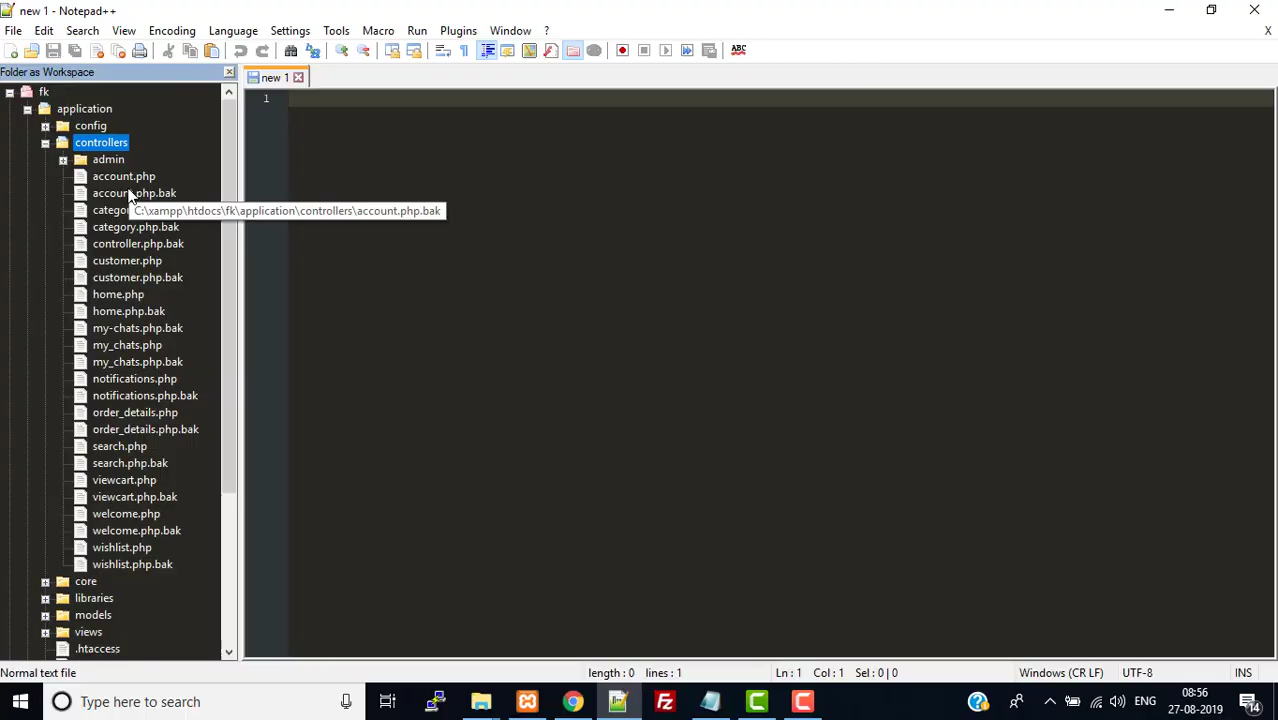 new 1 - Notepad++
File Edit Search View Encoding Language Settings Tools Macro Run Plugins Window ? X
ABC
Folder as Workspace
new 1
fk
1
application
config
controllers
admin
account.php
account.php.bak
C:\xampp\htdocs\fk\application\controllers\account.php.bak
category.php.bak
controller.php.bak
customer.php
customer.php.bak
home.php
home.php.bak
my-chats.php.bak
my_chats.php
my_chats.php.bak
notifications.php
notifications.php.bak
order_details.php
order_details.php.bak
search.php
search.php.bak
viewcart.php
viewcart.php.bak
welcome.php
welcome.php.bak
wishlist.php
wishlist.php.bak
core
libraries
models
views
.htaccess
Normal text file length : 0 lines : 1 Ln : 1 Col : 1 Sel : 0 | 0 Windows (CR LF) UTF-8 INS
Type here to search
ENG
08:56
27-08-2019
14